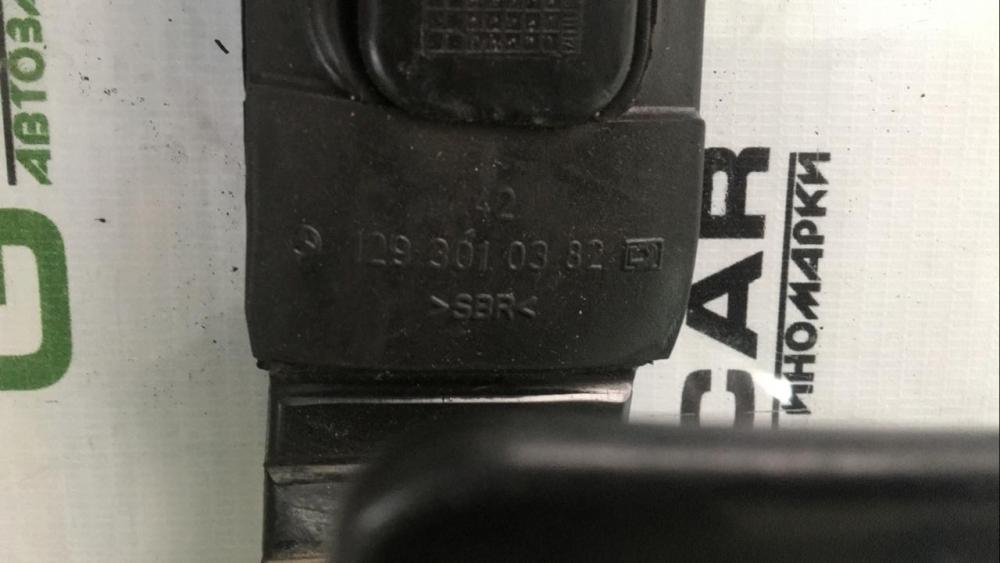 42
129 301 03 82
>SBR<
CAR
ИНОМАРКИ
АВТОЗА